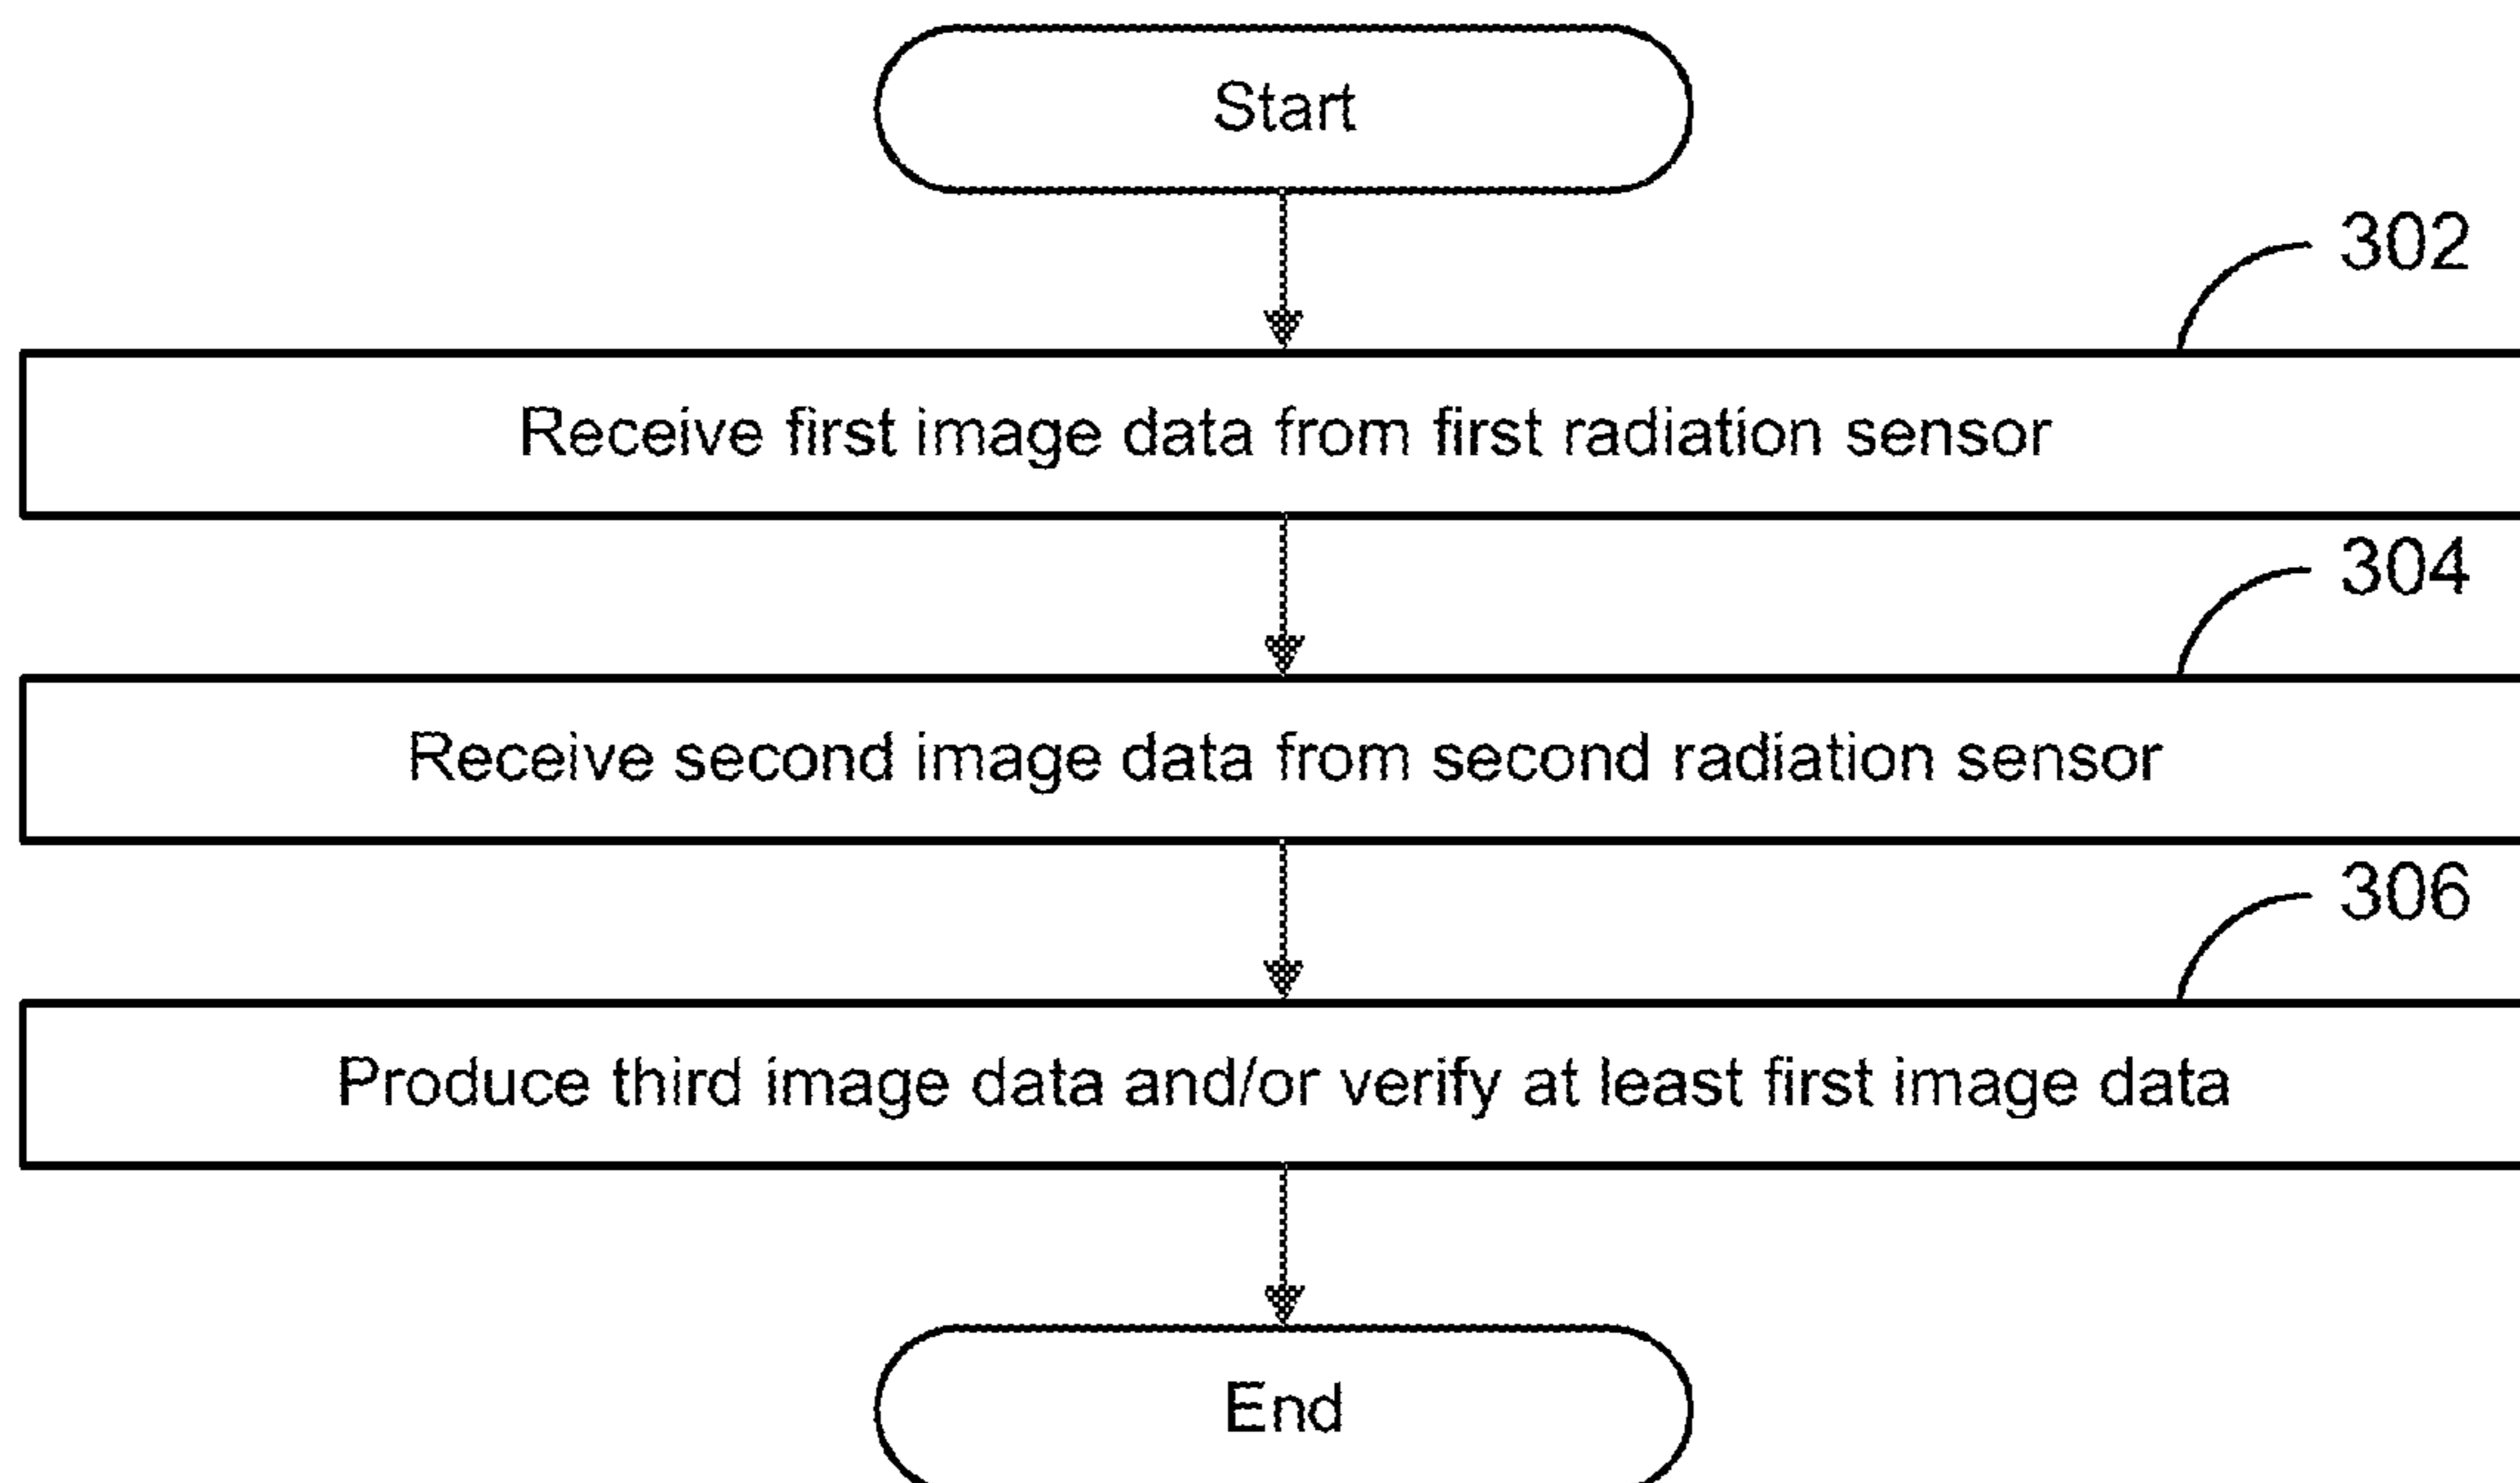 Start
302
Receive first image data from first radiation sensor
304
Receive second image data from second radiation sensor
306
Produce third image data and/or verify at least first image data
End